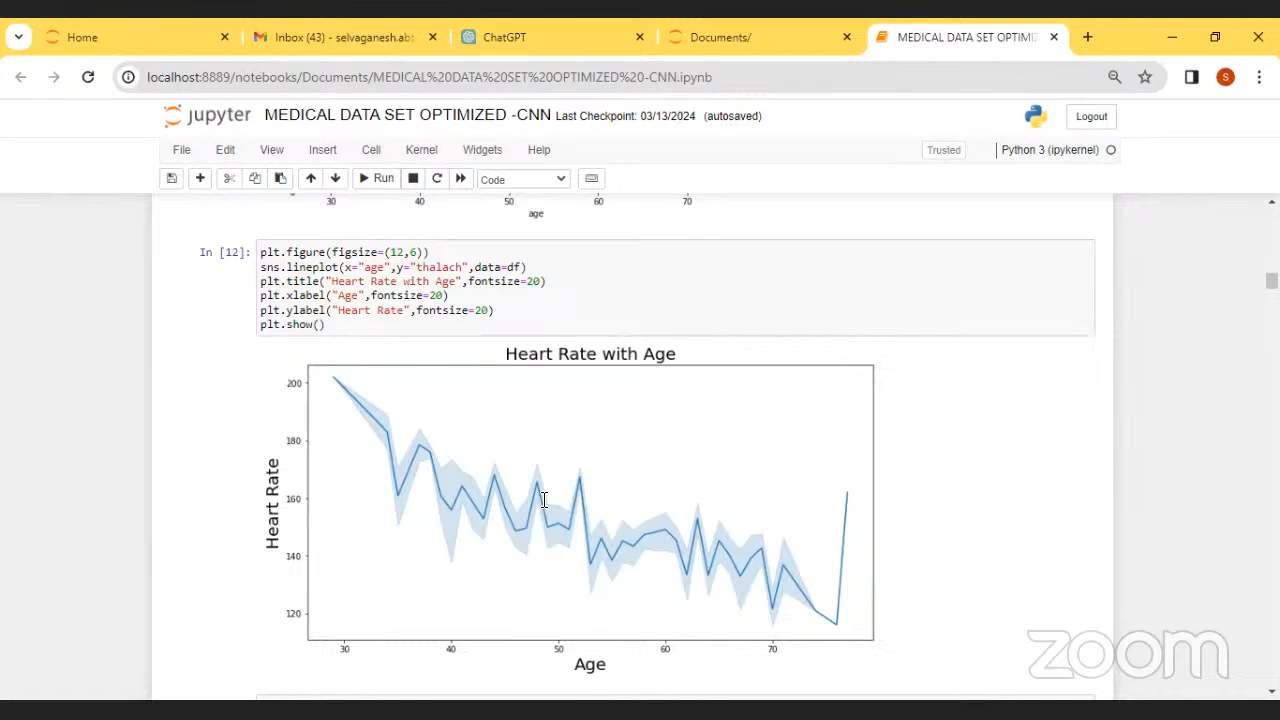 Home
Inbox (43) - selvaganesh.abt
ChatGPT
Documents/
MEDICAL DATA SET OPTIMIZ
localhost:8889/notebooks/Documents/MEDICAL%20DATA%20SET%20OPTIMIZED%20-CNN.ipynb
S
jupyter MEDICAL DATA SET OPTIMIZED -CNN Last Checkpoint: 03/13/2024 (autosaved)
Logout
File Edit View Insert Cell Kernel Widgets Help
Trusted Python 3 (ipykernel)
Run Code
30 40 50 60 70
age
In [12]: plt.figure(figsize=(12,6))
sns.lineplot(x="age",y="thalach",data=df)
plt.title("Heart Rate with Age",fontsize=20)
plt.xlabel("Age",fontsize=20)
plt.ylabel("Heart Rate",fontsize=20)
plt.show()
Heart Rate with Age
200
180
160
140
120
Heart Rate
30 40 50 60 70
Age
zoom